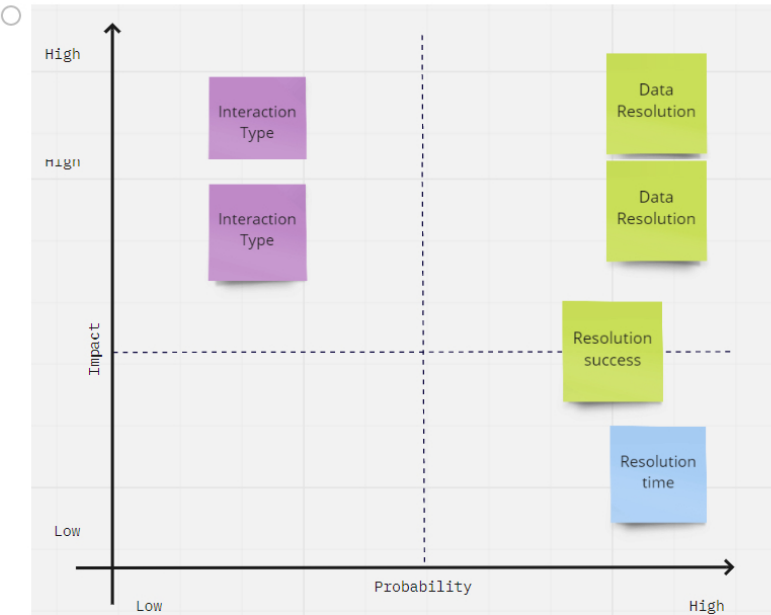 High
Interaction
Type
Data
Resolution
High
Interaction
Type
Data
Resolution
Impact
Resolution
success
Resolution
time
Low
Probability
Low
High